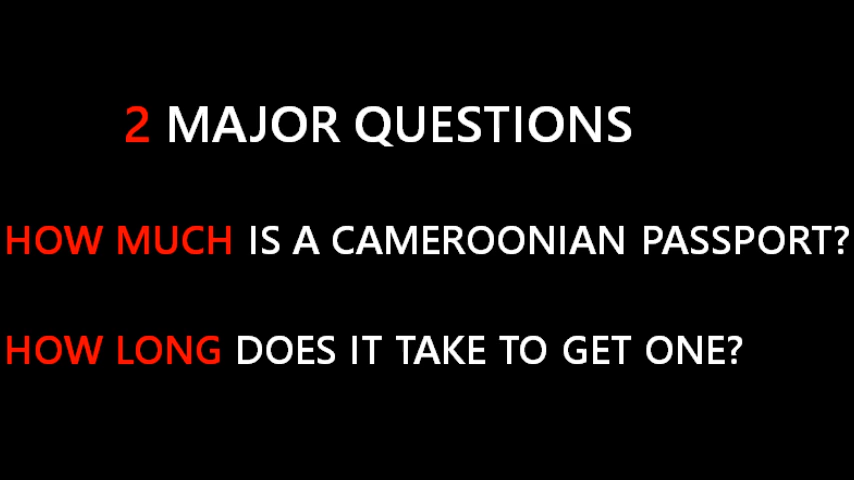 2 MAJOR QUESTIONS
HOW MUCH IS A CAMEROONIAN PASSPORT?
HOW LONG DOES IT TAKE TO GET ONE?